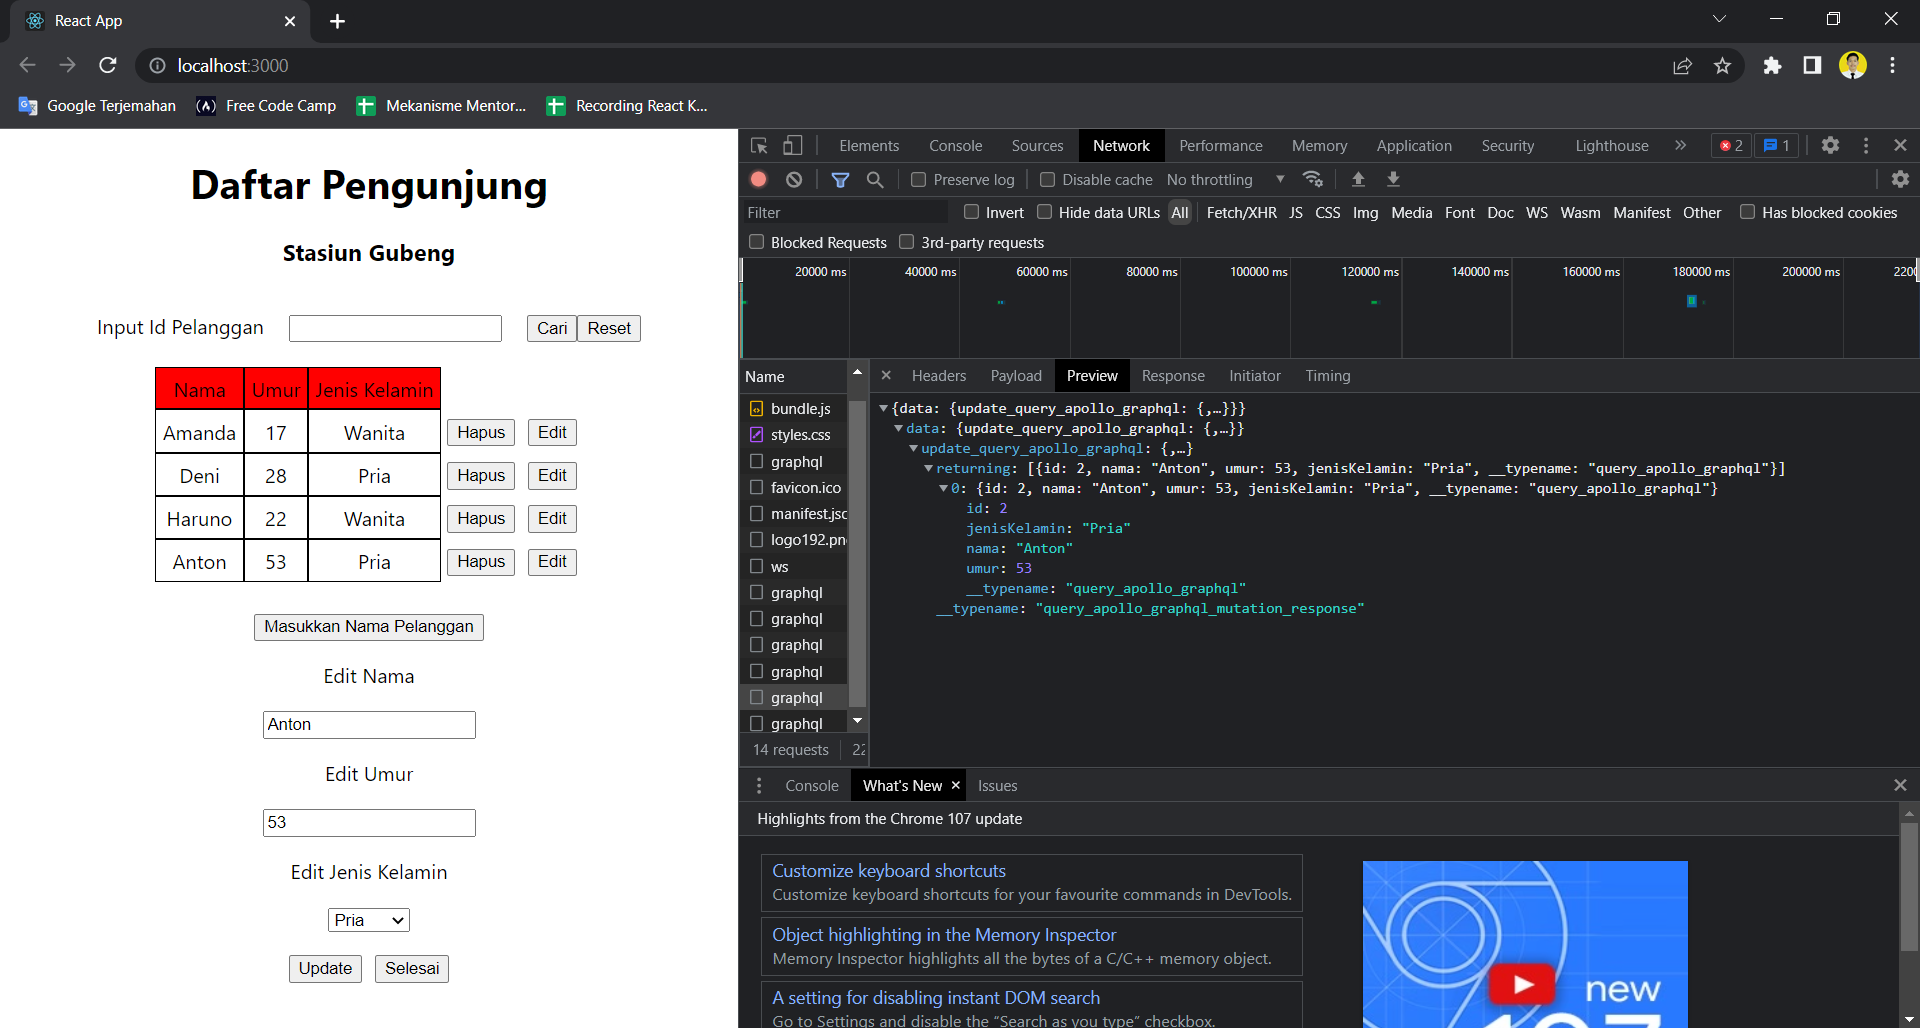 React App
localhost:3000
Google Terjemahan
Free Code Camp
Mekanisme Mentor...
Recording React K...
Daftar Pengunjung
Stasiun Gubeng
Input Id Pelanggan
Cari
Reset
Nama Umur Jenis Kelamin
Amanda 17 Wanita Hapus Edit
Deni 28 Pria Hapus Edit
Haruno 22 Wanita Hapus Edit
Anton 53 Pria Hapus Edit
Masukkan Nama Pelanggan
Edit Nama
Anton
Edit Umur
53
Edit Jenis Kelamin
Pria
Update Selesai
Elements Console Sources Network Performance Memory Application Security Lighthouse 2 1
Preserve log Disable cache No throttling
Filter Invert Hide data URLs All Fetch/XHR JS CSS Img Media Font Doc WS Wasm Manifest Other Has blocked cookies
Blocked Requests 3rd-party requests
20000 ms 40000 ms 60000 ms 80000 ms 100000 ms 120000 ms 140000 ms 160000 ms 180000 ms 200000 ms 220
Name
bundle.js
styles.css
graphql
favicon.ico
manifest.jsc
logo192.pn
ws
graphql
graphql
graphql
graphql
graphql
graphql
14 requests 22
Headers Payload Preview Response Initiator Timing
{data: {update_query_apollo_graphql: {,…}}}
data: {update_query_apollo_graphql: {,…}}
update_query_apollo_graphql: {,…}
returning: [{id: 2, nama: "Anton", umur: 53, jenisKelamin: "Pria", __typename: "query_apollo_graphql"}]
0: {id: 2, nama: "Anton", umur: 53, jenisKelamin: "Pria", __typename: "query_apollo_graphql"}
id: 2
jenisKelamin: "Pria"
nama: "Anton"
umur: 53
__typename: "query_apollo_graphql"
__typename: "query_apollo_graphql_mutation_response"
Console What's New Issues
Highlights from the Chrome 107 update
Customize keyboard shortcuts
Customize keyboard shortcuts for your favourite commands in DevTools.
Object highlighting in the Memory Inspector
Memory Inspector highlights all the bytes of a C/C++ memory object.
A setting for disabling instant DOM search
Go to Settings and disable the “Search as you type” checkbox.
new
107